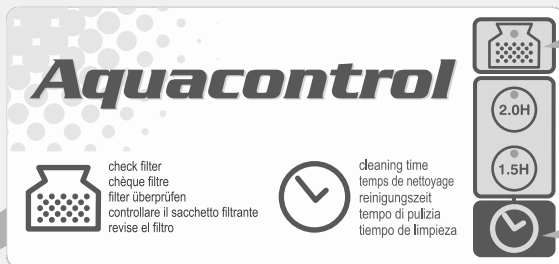 Aquacontrol
2.0H
1.5H
check filter
chèque filtre
filter überprüfen
controllare il sacchetto filtrante
revise el filtro
cleaning time
temps de nettoyage
reinigungszeit
tempo di pulizia
tiempo de limpieza